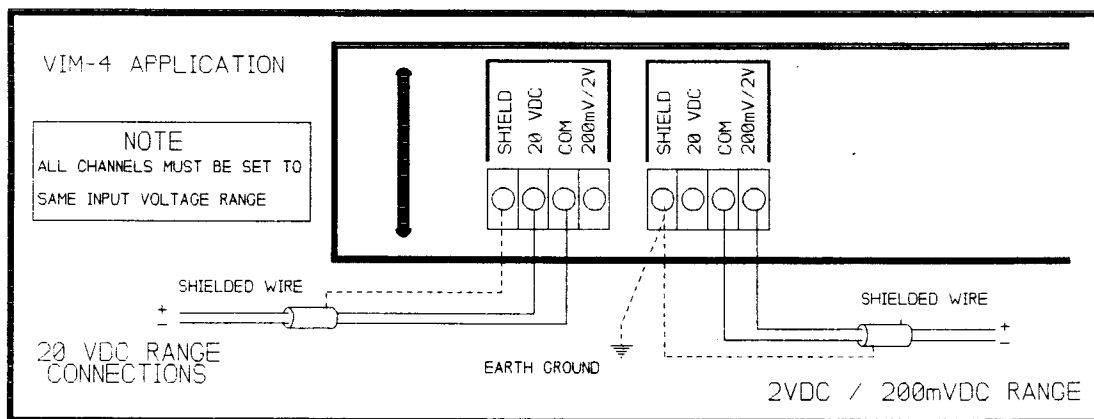 VIM-4 APPLICATION
NOTE
ALL CHANNELS MUST BE SET TO
SAME INPUT VOLTAGE RANGE
SHIELD
20 VDC
COM
200mV/2V
SHIELD
20 VDC
COM
200mV/2V
SHIELDED WIRE
+
−
20 VDC RANGE
CONNECTIONS
EARTH GROUND
SHIELDED WIRE
+
−
2VDC / 200mVDC RANGE